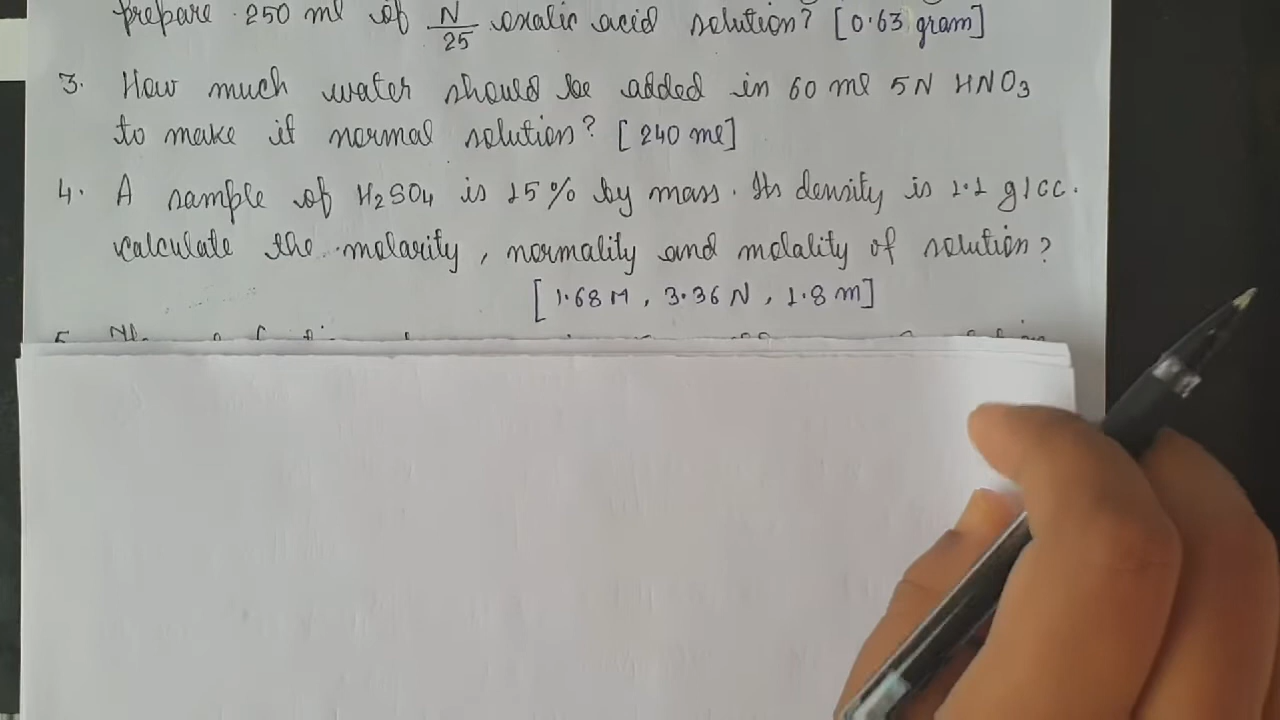 prepare 250 ml of N/25 oxalic acid solution? [0.63 gram]
3. How much water should be added in 60 ml 5N HNO3
to make it normal solution? [240 ml]
4. A sample of H2SO4 is 15% by mass. Its density is 1.1 g/cc.
calculate the molarity, normality and molality of solution?
[1.68 M, 3.36 N, 1.8 m]
5.